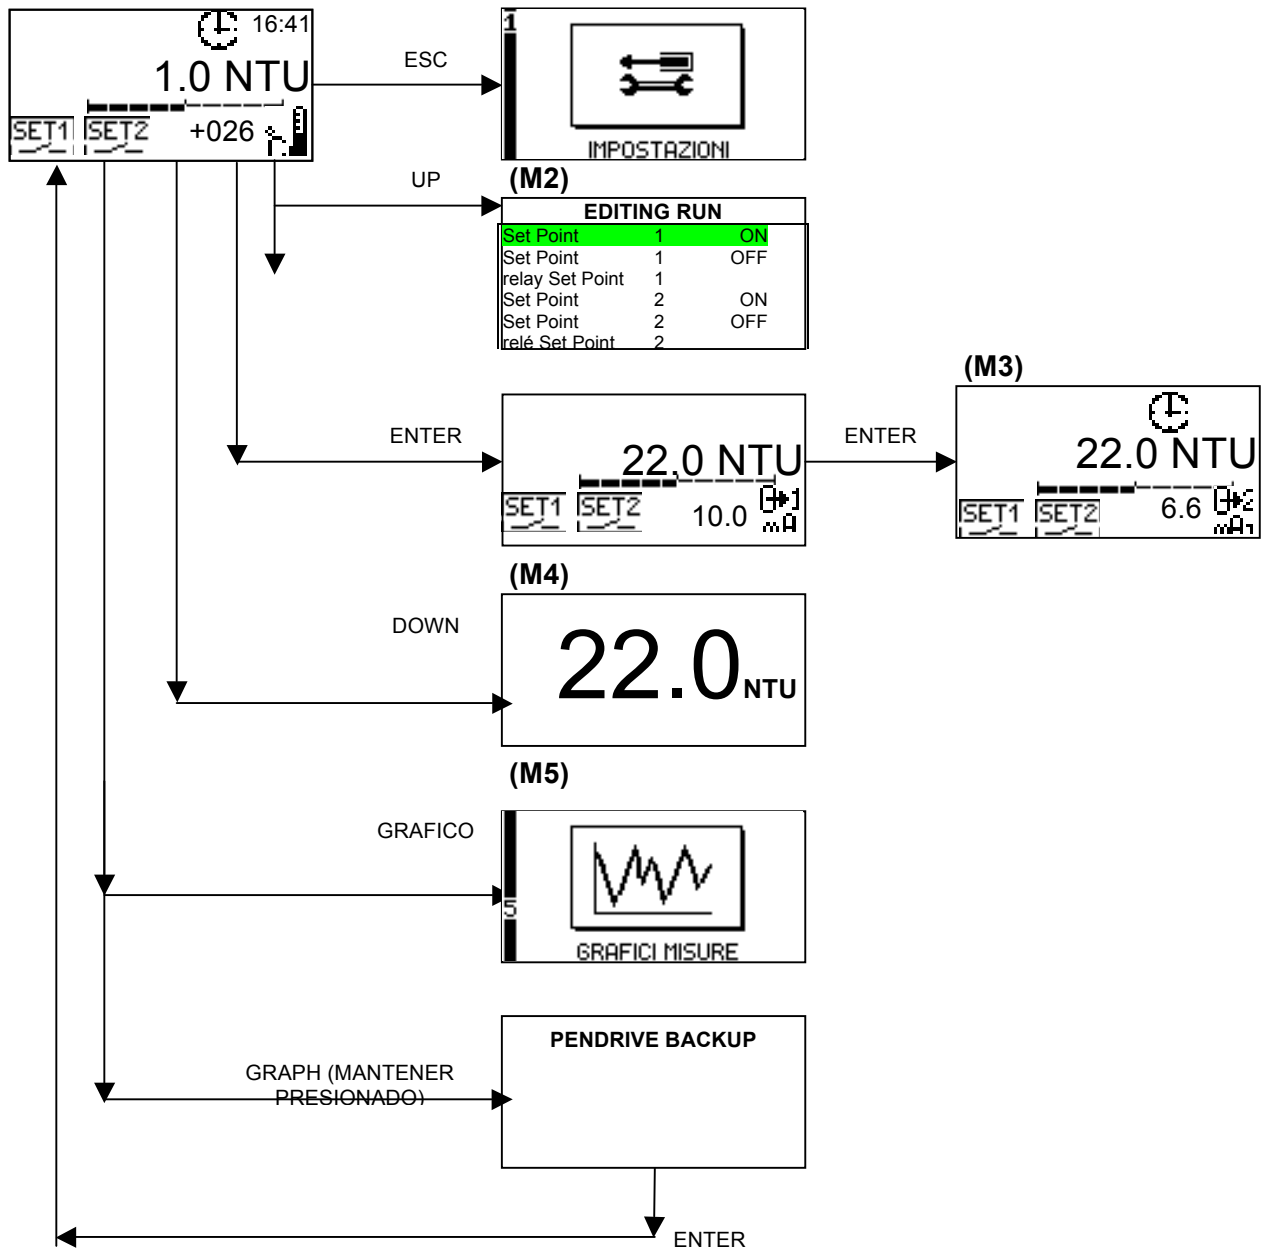 16:41
1.0 NTU
SET1 SET2 +026
ESC
1
IMPOSTAZIONI
UP
(M2)
EDITING RUN
Set Point 1 ON
Set Point 1 OFF
relay Set Point 1
Set Point 2 ON
Set Point 2 OFF
relé Set Point 2
ENTER
22.0 NTU
SET1 SET2 10.0 1
mA
ENTER
(M3)
22.0 NTU
SET1 SET2 6.6 2
mA
(M4)
DOWN
22.0 NTU
(M5)
GRAFICO
5
GRAFICI MISURE
PENDRIVE BACKUP
GRAPH (MANTENER
PRESIONADO)
ENTER